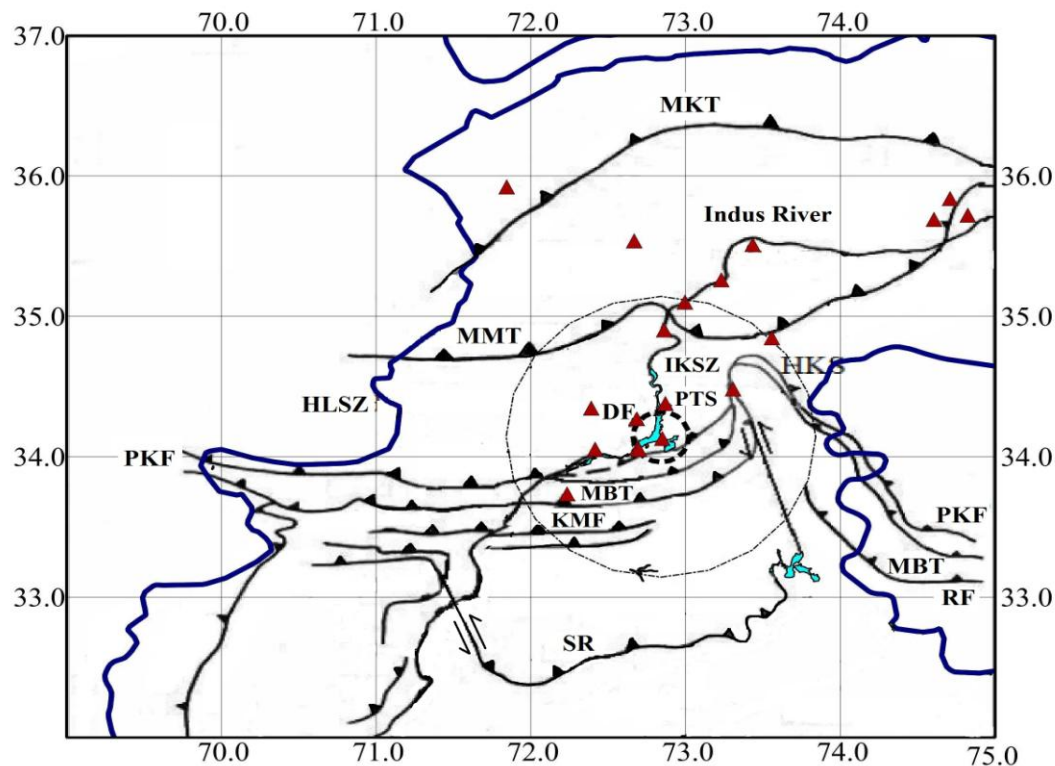 70.0 72.0 73.0 74.0
37.0
MKT
36.0 36.0
Indus River
35.0 35.0
MMT
IKSZ HKS
HLSZ DF PTS
PKF 34.0 34.0
MBT
KMF PKF
MBT
33.0 33.0
RF
SR
70.0 71.0 72.0 73.0 74.0 75.0